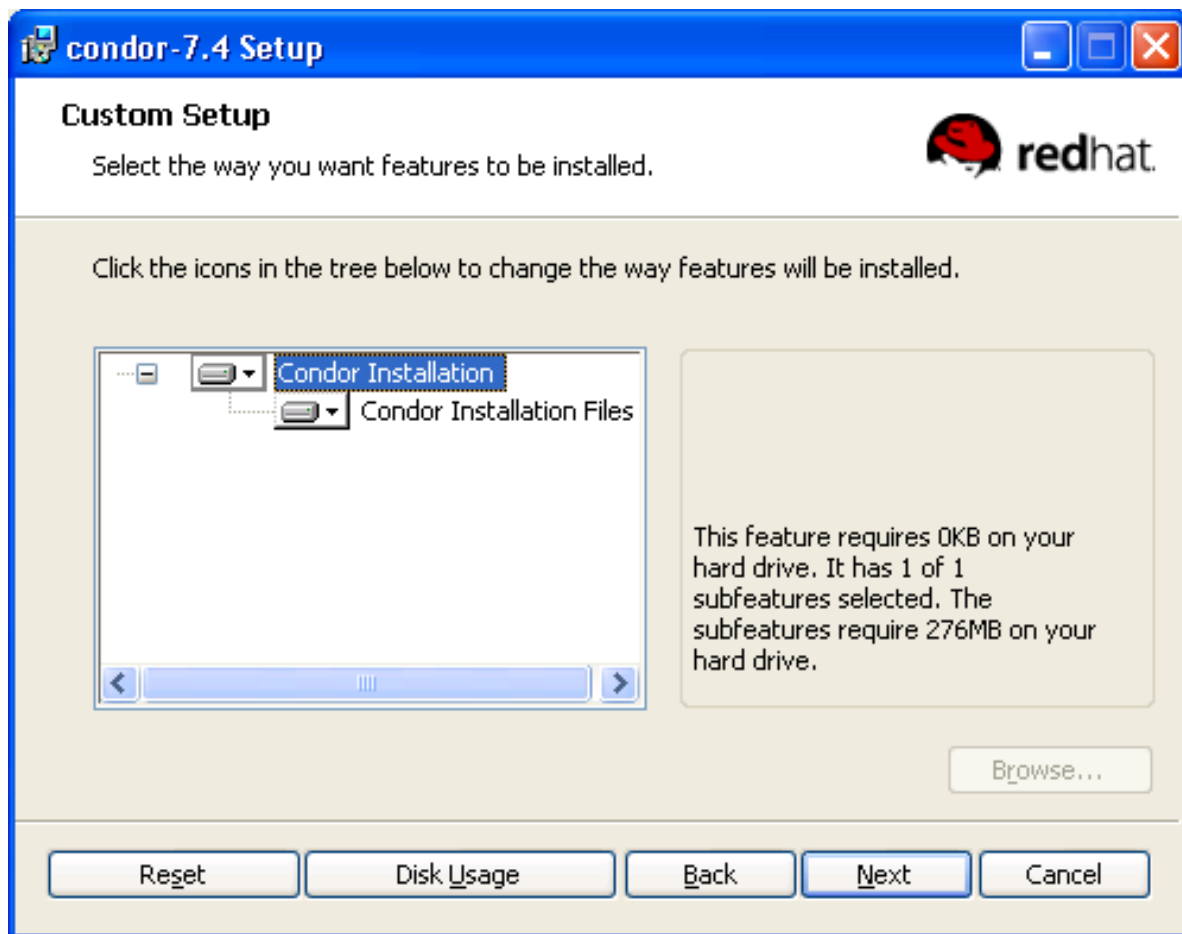 condor-7.4 Setup
Custom Setup
Select the way you want features to be installed.
redhat.
Click the icons in the tree below to change the way features will be installed.
Condor Installation
Condor Installation Files
This feature requires 0KB on your
hard drive. It has 1 of 1
subfeatures selected. The
subfeatures require 276MB on your
hard drive.
Browse...
Reset
Disk Usage
Back
Next
Cancel